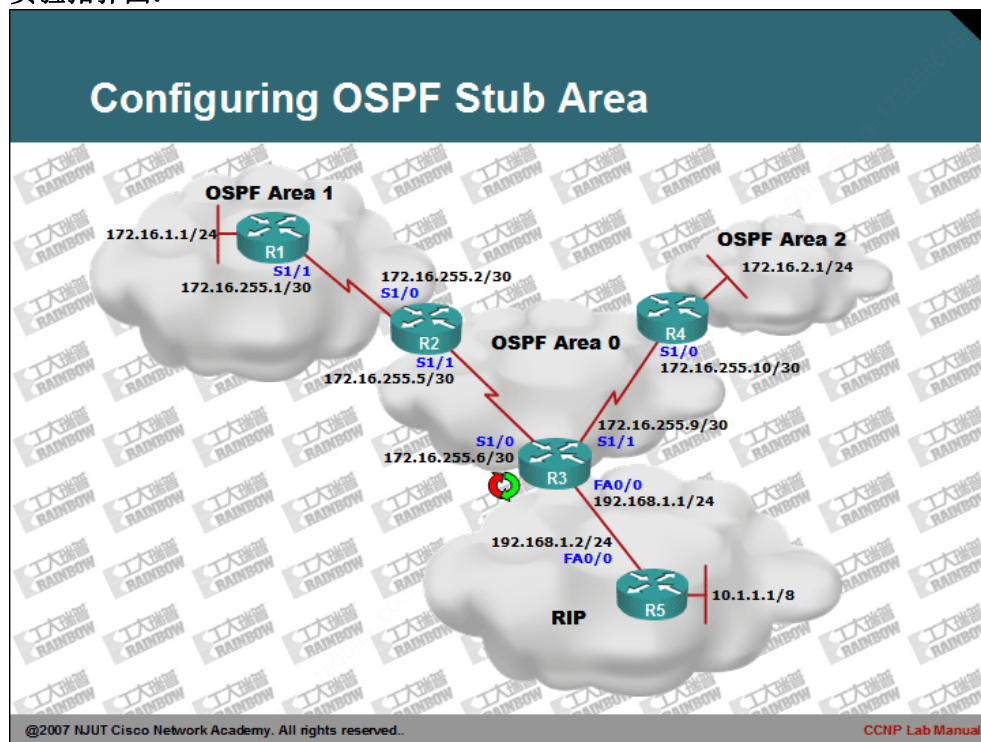 Configuring OSPF Stub Area
OSPF Area 1
172.16.1.1/24
R1
S1/1
172.16.255.1/30
172.16.255.2/30
S1/0
R2
S1/1
172.16.255.5/30
OSPF Area 0
OSPF Area 2
172.16.2.1/24
R4
S1/0
172.16.255.10/30
172.16.255.9/30
S1/1
S1/0
172.16.255.6/30
R3
FA0/0
192.168.1.1/24
192.168.1.2/24
FA0/0
R5
10.1.1.1/8
RIP
工大瑞普
RAINBOW
@2007 NJUT Cisco Network Academy. All rights reserved..
CCNP Lab Manual